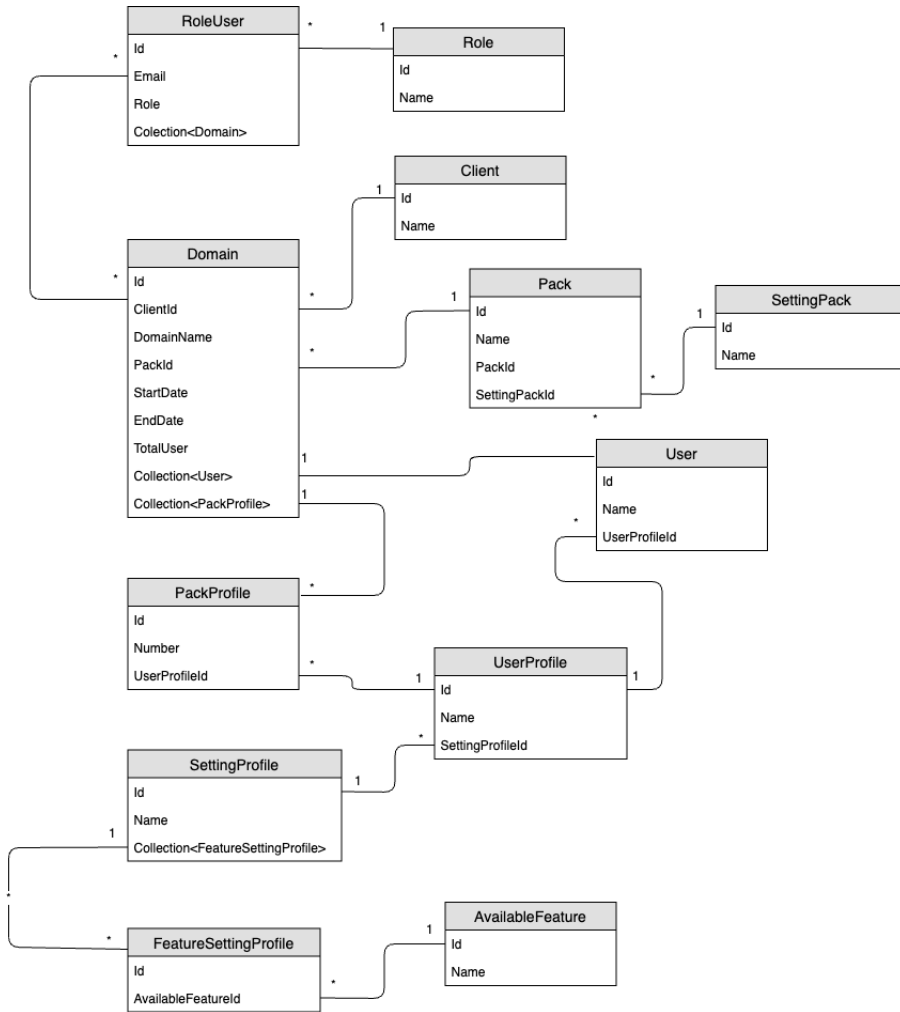 RoleUser
Id
Email
Role
Colection<Domain>
*
1
*
*
Role
Id
Name
Client
Id
Name
1
*
Domain
Id
ClientId
DomainName
PackId
StartDate
EndDate
TotalUser
Collection<User>
Collection<PackProfile>
*
1
1
1
Pack
Id
Name
PackId
SettingPackId
*
*
1
SettingPack
Id
Name
User
Id
Name
UserProfileId
*
PackProfile
Id
Number
UserProfileId
*
*
1
UserProfile
Id
Name
SettingProfileId
1
*
SettingProfile
Id
Name
Collection<FeatureSettingProfile>
1
1
*
*
FeatureSettingProfile
Id
AvailableFeatureId
*
1
AvailableFeature
Id
Name